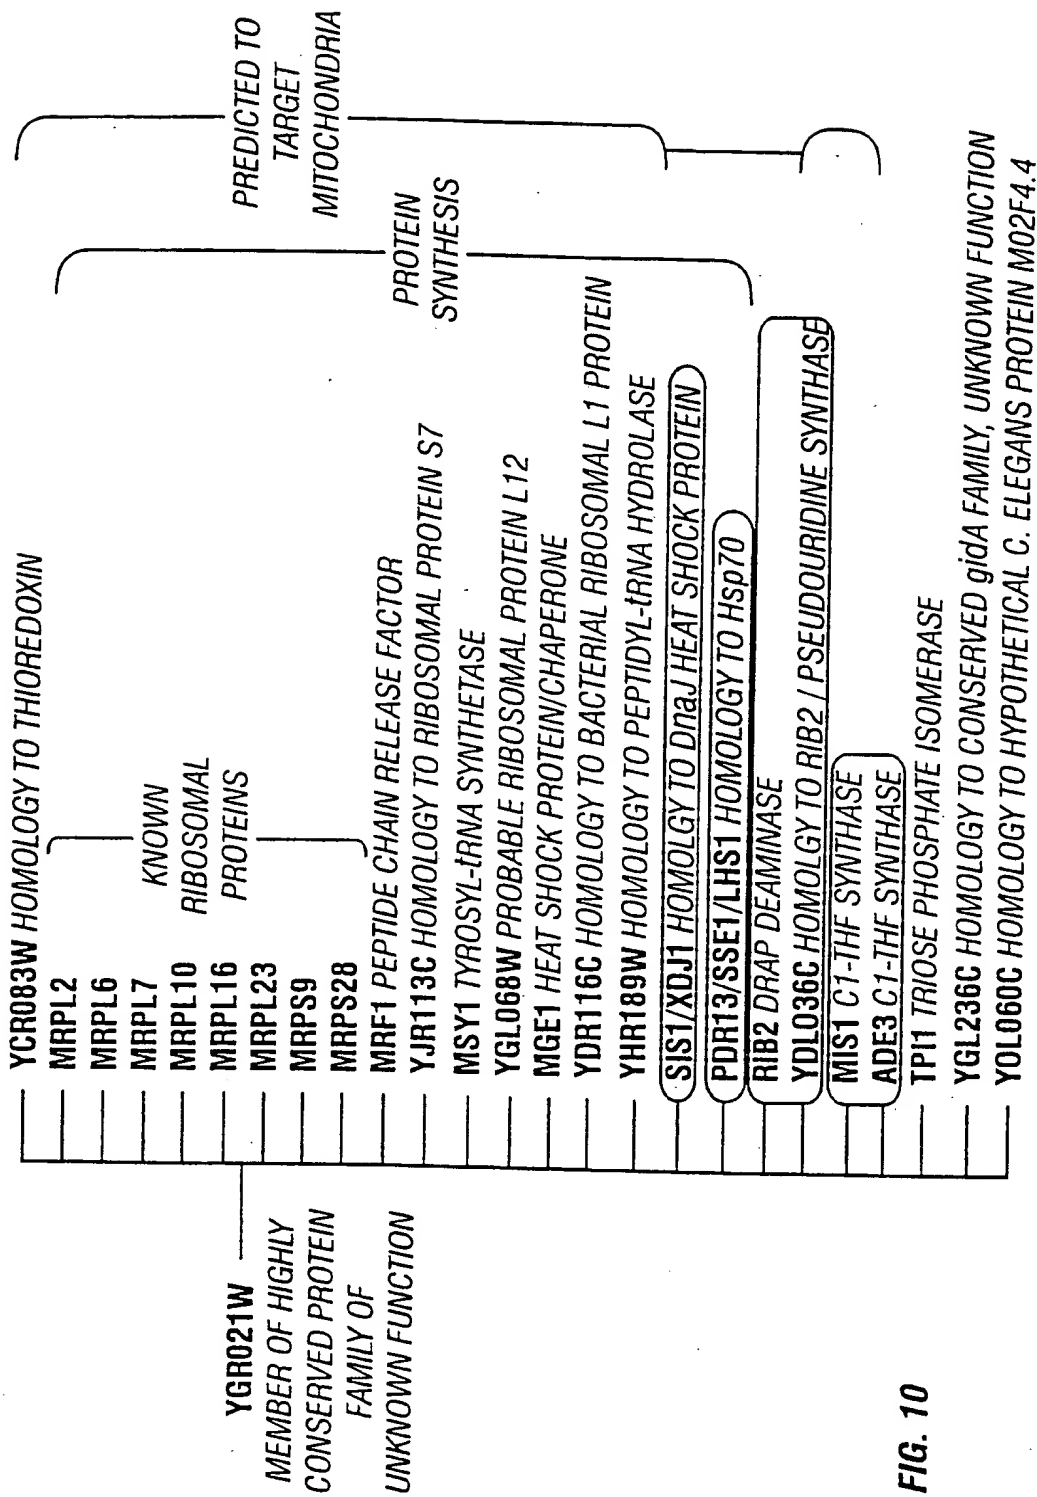 YGR021W
MEMBER OF HIGHLY
CONSERVED PROTEIN
FAMILY OF
UNKNOWN FUNCTION
YCR083W HOMOLOGY TO THIOREDOXIN
MRPL2
MRPL6
MRPL7
MRPL10
MRPL16
MRPL23
MRPS9
MRPS28
KNOWN
RIBOSOMAL
PROTEINS
MRF1 PEPTIDE CHAIN RELEASE FACTOR
YJR113C HOMOLOGY TO RIBOSOMAL PROTEIN S7
MSY1 TYROSYL-tRNA SYNTHETASE
YGL068W PROBABLE RIBOSOMAL PROTEIN L12
MGE1 HEAT SHOCK PROTEIN/CHAPERONE
YDR116C HOMOLOGY TO BACTERIAL RIBOSOMAL L1 PROTEIN
YHR189W HOMOLOGY TO PEPTIDYL-tRNA HYDROLASE
SIS1/XDJ1 HOMOLGY TO DnaJ HEAT SHOCK PROTEIN
PDR13/SSE1/LHS1 HOMOLOGY TO Hsp70
RIB2 DRAP DEAMINASE
YDL036C HOMOLGY TO RIB2 / PSEUDOURIDINE SYNTHASE
MIS1 C1-THF SYNTHASE
ADE3 C1-THF SYNTHASE
TPI1 TRIOSE PHOSPHATE ISOMERASE
YGL236C HOMOLOGY TO CONSERVED gidA FAMILY, UNKNOWN FUNCTION
YOL060C HOMOLOGY TO HYPOTHETICAL C. ELEGANS PROTEIN M02F4.4
PROTEIN
SYNTHESIS
PREDICTED TO
TARGET
MITOCHONDRIA
FIG. 10